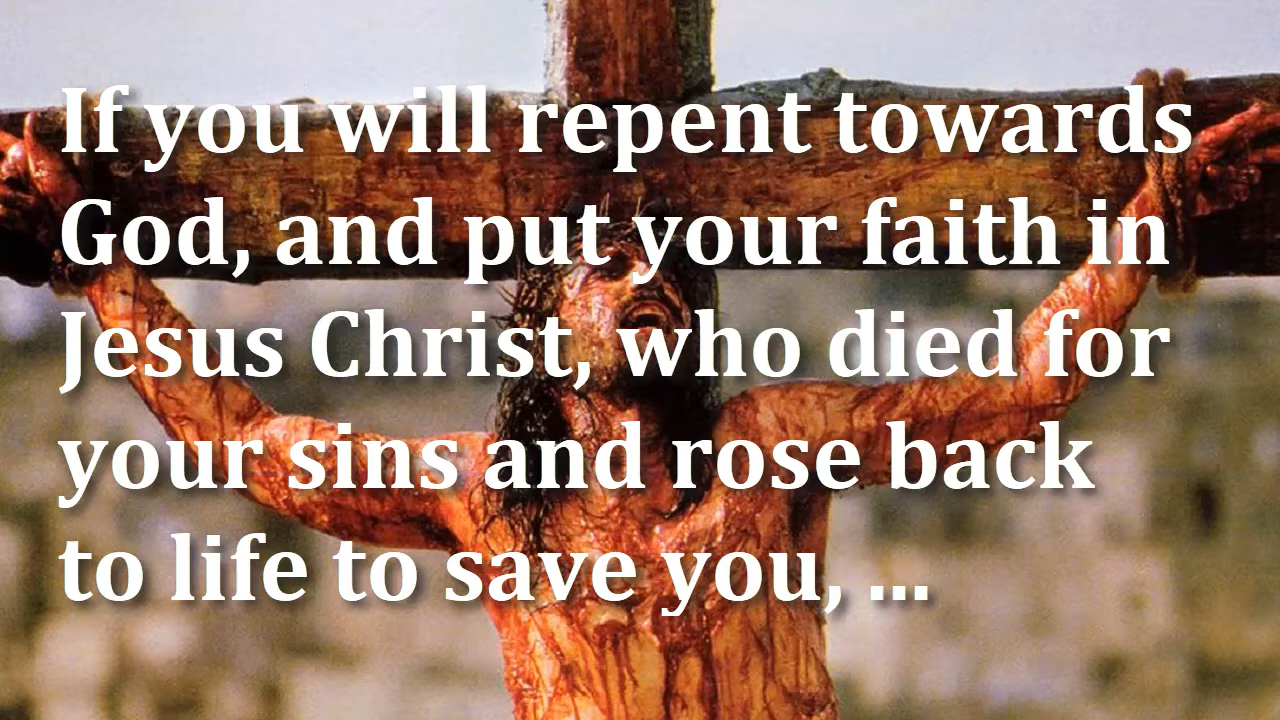 If you will repent towards
God, and put your faith in
Jesus Christ, who died for
your sins and rose back
to life to save you, ...